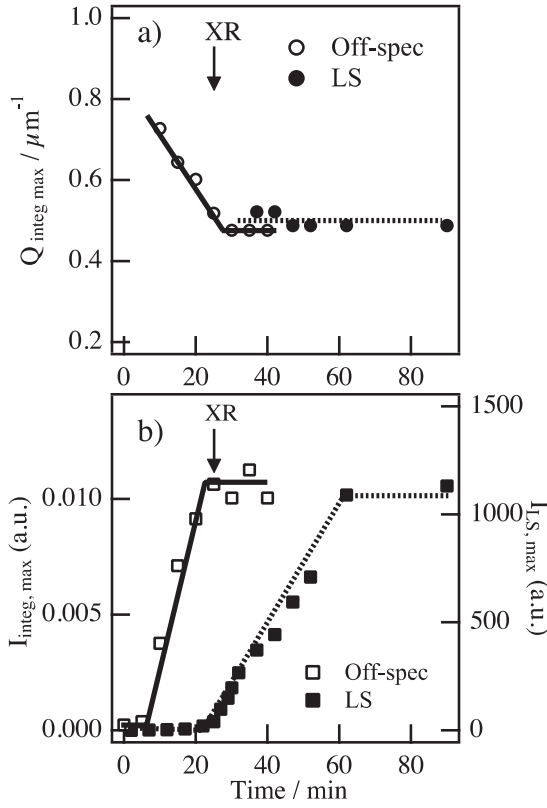 a)
XR
Off-spec
LS
Q integ max / μm-1
1.0
0.8
0.6
0.4
0.2
0 20 40 60 80
b)
XR
Off-spec
LS
I integ, max (a.u.)
0.010
0.005
0.000
1500
1000
500
0
I LS, max (a.u.)
0 20 40 60 80
Time / min